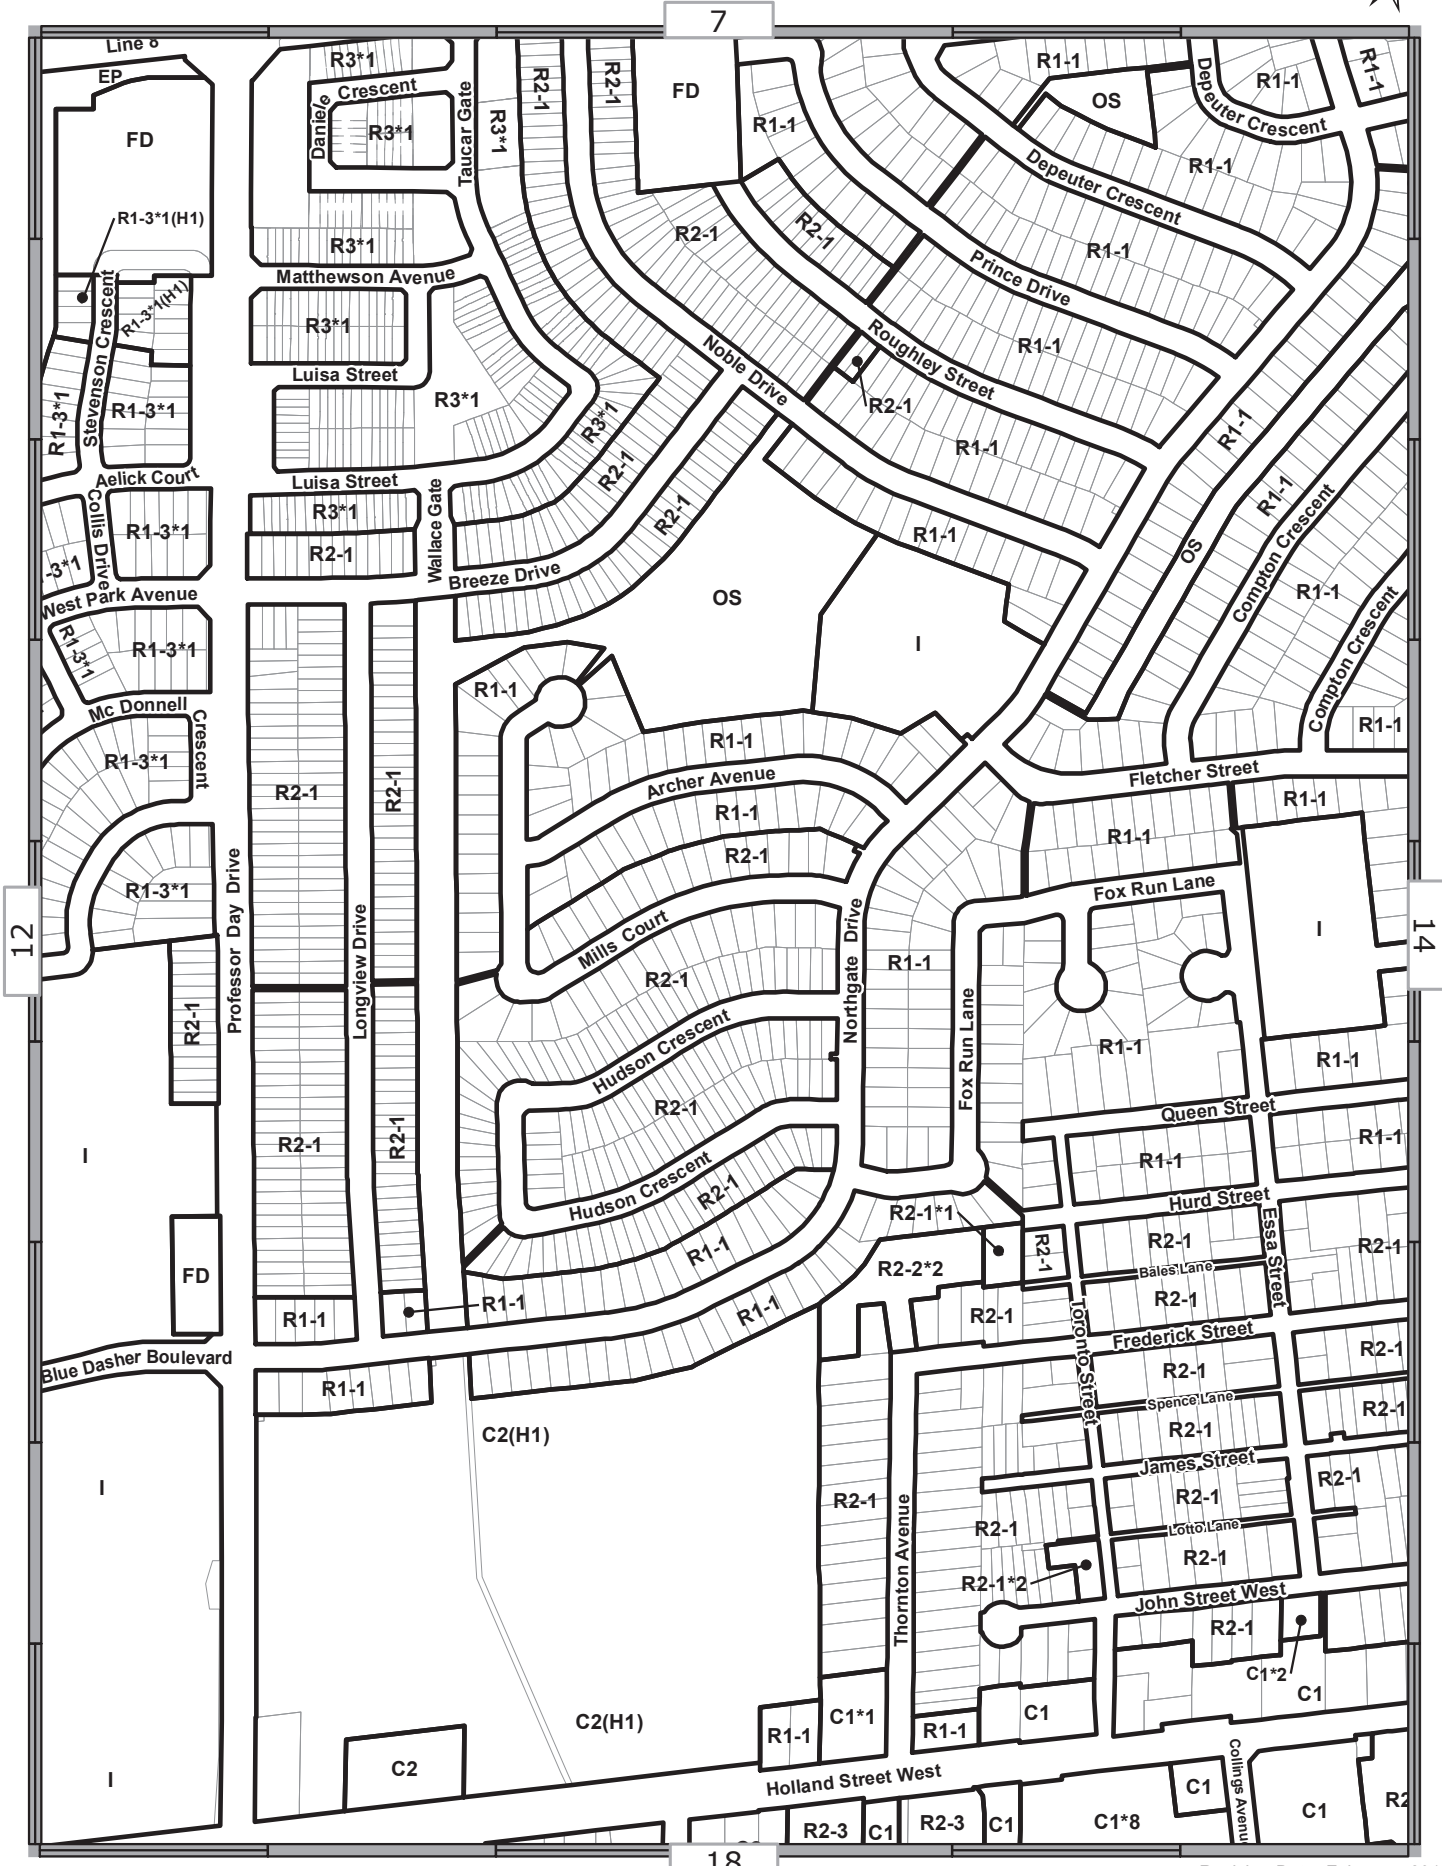 7
Line 8
EP
FD
R1-3*1(H1)
R1-3*1(H1)
Stevenson Crescent
R1-3*1
R1-3*1
Aelick Court
Collis Drive
R1-3*1
-3*1
West Park Avenue
R1-3*1
R1-3*1
Mc Donnell
Crescent
R1-3*1
R1-3*1
12
R2-1
Professor Day Drive
I
FD
Blue Dasher Boulevard
I
I
R3*1
Daniele
Crescent
R3*1
Taucar Gate
R3*1
R2-1
R2-1
FD
R3*1
Matthewson Avenue
R3*1
Luisa Street
R3*1
R3*1
R2-1
Luisa Street
R3*1
Wallace Gate
R2-1
Breeze Drive
R2-1
R2-1
R2-1
Longview Drive
R2-1
R2-1
R1-1
R1-1
R1-1
R1-1
R2-1
R2-1
Noble Drive
Roughley Street
R2-1
R1-1
Prince Drive
R1-1
Depeuter Crescent
R1-1
OS
R1-1
Depeuter Crescent
R1-1
R1-1
R1-1
R1-1
R1-1
R1-1
OS
R1-1
Compton Crescent
R1-1
Compton Crescent
R1-1
Fletcher Street
OS
I
R1-1
R1-1
Archer Avenue
R1-1
R2-1
Mills Court
R2-1
Hudson Crescent
R2-1
Hudson Crescent
R2-1
R1-1
R1-1
Northgate Drive
R1-1
Fox Run Lane
R1-1
R1-1
Fox Run Lane
I
14
R1-1
R1-1
Queen Street
R1-1
R1-1
Hurd Street
R2-1*1
R2-2*2
R2-1
R2-1
Essa Street
R2-1
Bales Lane
R2-1
R2-1
Toronto Street
Frederick Street
R2-1
R2-1
Spence Lane
R2-1
R2-1
James Street
R2-1
R2-1
Lotto Lane
R2-1
R2-1
R2-1
R2-1*2
John Street West
R2-1
C1*2
C1
Thornton Avenue
C2(H1)
C2(H1)
C2
R1-1
C1*1
R1-1
C1
Holland Street West
Collings Avenu
R2-3
C1
R2-3
C1
C1*8
C1
C1
R2
18